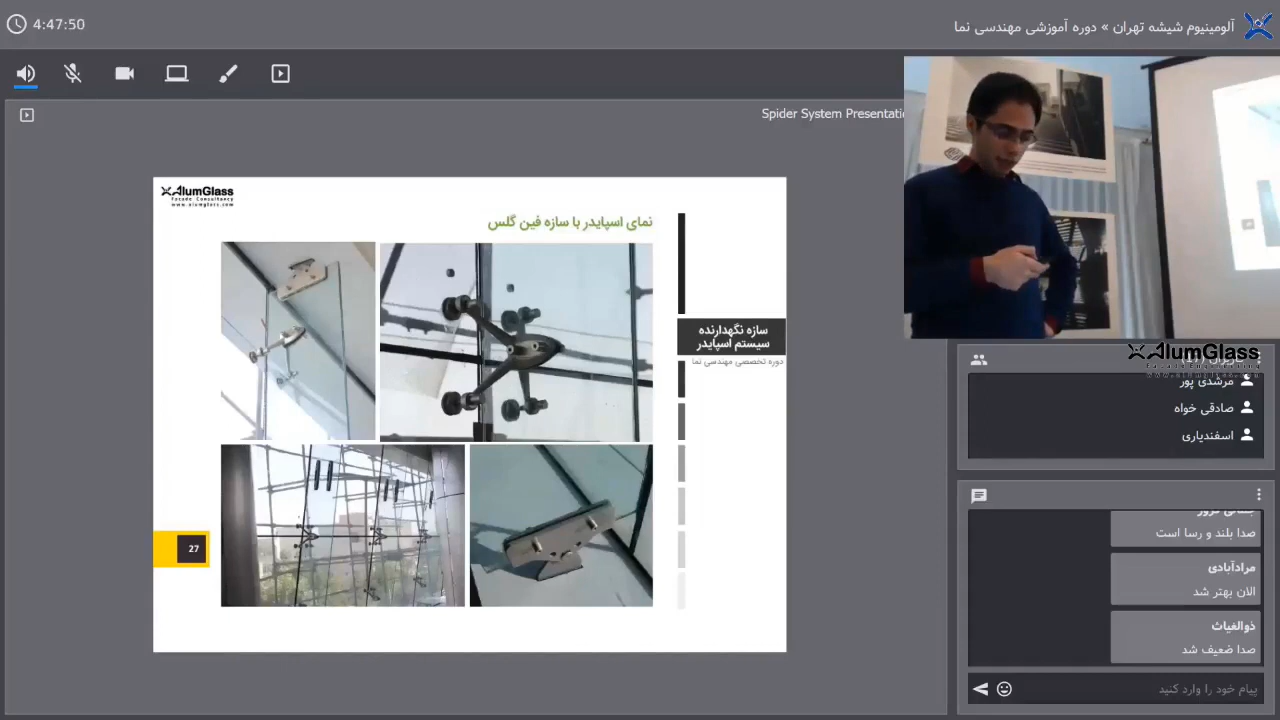 4:47:50
آلومینیوم شیشه تهران » دوره آموزشی مهندسی نما
Spider System Presentatio
AlumGlass
Facade Consultancy
www.alumglass.com
نمای اسپایدر با سازه فین گلس
سازه نگهدارنده
سیستم اسپایدر
دوره تخصصی مهندسی نما
27
AlumGlass
Facade Engineering
مرشدی پور
صادقی خواه
اسفندیاری
صدا بلند و رسا است
مرادآبادی
الان بهتر شد
ذوالغیاث
صدا ضعیف شد
پیام خود را وارد کنید